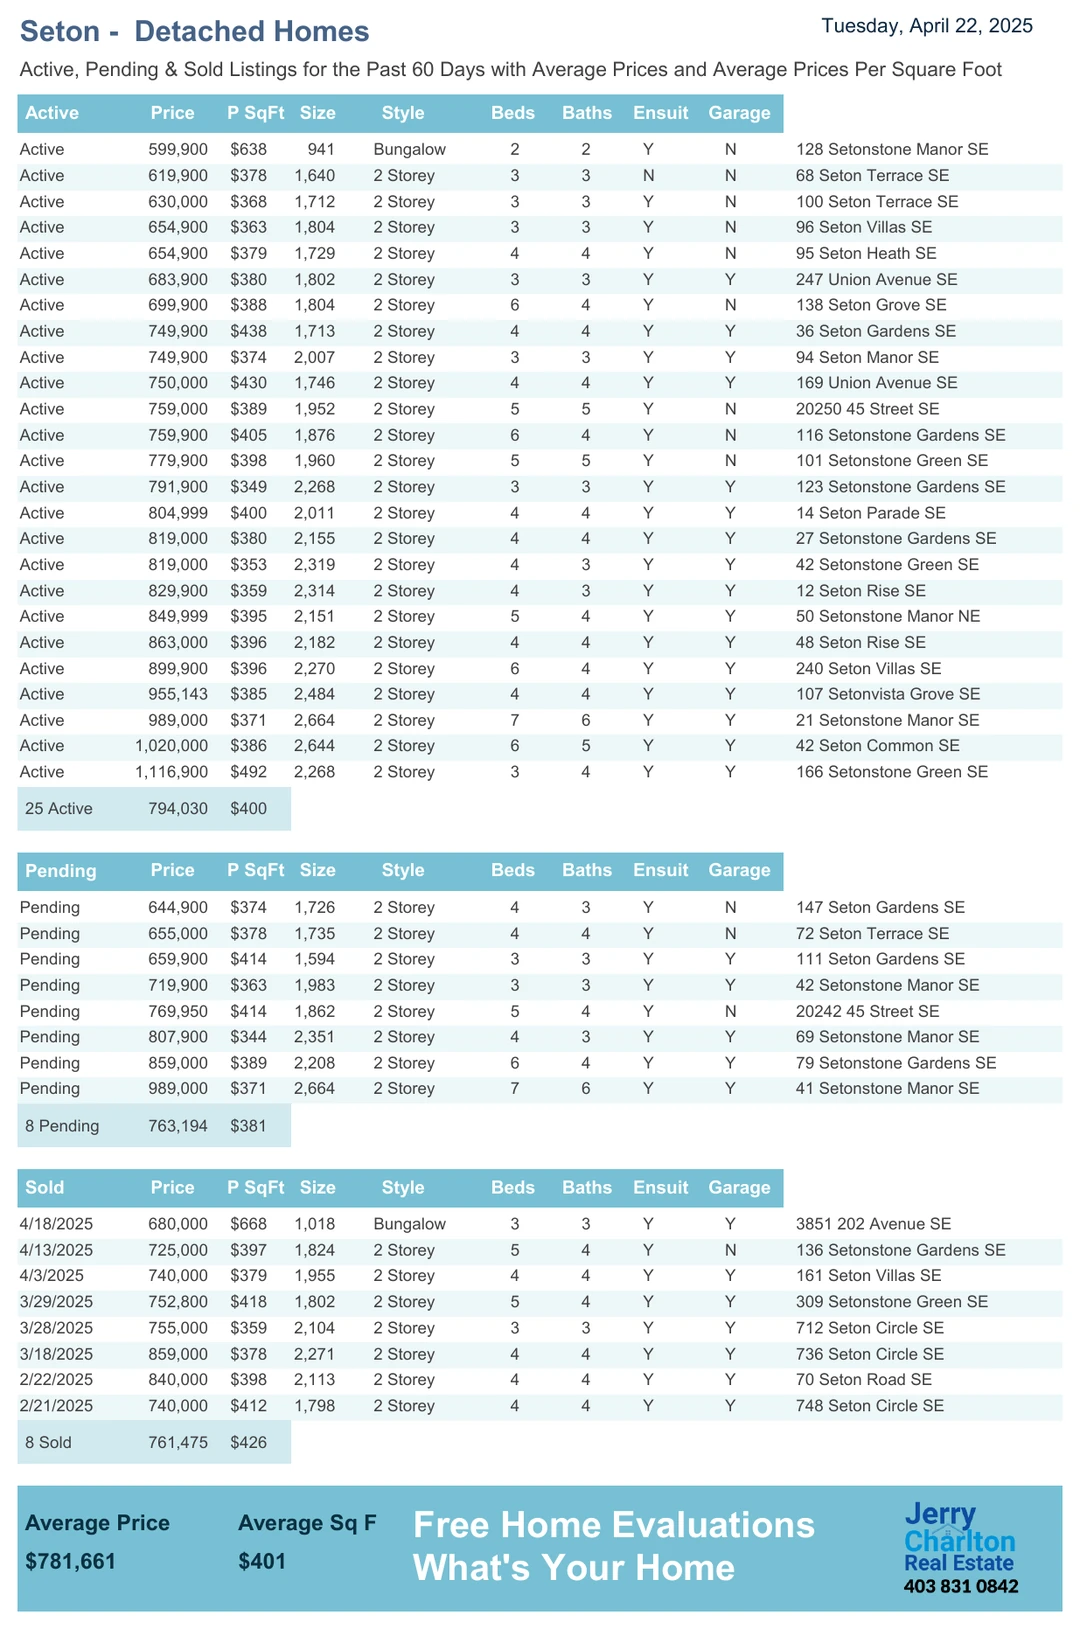 Seton -  Detached Homes
Tuesday, April 22, 2025
Active, Pending & Sold Listings for the Past 60 Days with Average Prices and Average Prices Per Square Foot
Active Price P SqFt Size Style Beds Baths Ensuit Garage
Active 599,900 $638 941 Bungalow 2 2 Y N 128 Setonstone Manor SE
Active 619,900 $378 1,640 2 Storey 3 3 N N 68 Seton Terrace SE
Active 630,000 $368 1,712 2 Storey 3 3 Y N 100 Seton Terrace SE
Active 654,900 $363 1,804 2 Storey 3 3 Y N 96 Seton Villas SE
Active 654,900 $379 1,729 2 Storey 4 4 Y N 95 Seton Heath SE
Active 683,900 $380 1,802 2 Storey 3 3 Y Y 247 Union Avenue SE
Active 699,900 $388 1,804 2 Storey 6 4 Y N 138 Seton Grove SE
Active 749,900 $438 1,713 2 Storey 4 4 Y Y 36 Seton Gardens SE
Active 749,900 $374 2,007 2 Storey 3 3 Y Y 94 Seton Manor SE
Active 750,000 $430 1,746 2 Storey 4 4 Y Y 169 Union Avenue SE
Active 759,000 $389 1,952 2 Storey 5 5 Y N 20250 45 Street SE
Active 759,900 $405 1,876 2 Storey 6 4 Y N 116 Setonstone Gardens SE
Active 779,900 $398 1,960 2 Storey 5 5 Y N 101 Setonstone Green SE
Active 791,900 $349 2,268 2 Storey 3 3 Y Y 123 Setonstone Gardens SE
Active 804,999 $400 2,011 2 Storey 4 4 Y Y 14 Seton Parade SE
Active 819,000 $380 2,155 2 Storey 4 4 Y Y 27 Setonstone Gardens SE
Active 819,000 $353 2,319 2 Storey 4 3 Y Y 42 Setonstone Green SE
Active 829,900 $359 2,314 2 Storey 4 3 Y Y 12 Seton Rise SE
Active 849,999 $395 2,151 2 Storey 5 4 Y Y 50 Setonstone Manor NE
Active 863,000 $396 2,182 2 Storey 4 4 Y Y 48 Seton Rise SE
Active 899,900 $396 2,270 2 Storey 6 4 Y Y 240 Seton Villas SE
Active 955,143 $385 2,484 2 Storey 4 4 Y Y 107 Setonvista Grove SE
Active 989,000 $371 2,664 2 Storey 7 6 Y Y 21 Setonstone Manor SE
Active 1,020,000 $386 2,644 2 Storey 6 5 Y Y 42 Seton Common SE
Active 1,116,900 $492 2,268 2 Storey 3 4 Y Y 166 Setonstone Green SE
25 Active 794,030 $400
Pending Price P SqFt Size Style Beds Baths Ensuit Garage
Pending 644,900 $374 1,726 2 Storey 4 3 Y N 147 Seton Gardens SE
Pending 655,000 $378 1,735 2 Storey 4 4 Y N 72 Seton Terrace SE
Pending 659,900 $414 1,594 2 Storey 3 3 Y Y 111 Seton Gardens SE
Pending 719,900 $363 1,983 2 Storey 3 3 Y Y 42 Setonstone Manor SE
Pending 769,950 $414 1,862 2 Storey 5 4 Y N 20242 45 Street SE
Pending 807,900 $344 2,351 2 Storey 4 3 Y Y 69 Setonstone Manor SE
Pending 859,000 $389 2,208 2 Storey 6 4 Y Y 79 Setonstone Gardens SE
Pending 989,000 $371 2,664 2 Storey 7 6 Y Y 41 Setonstone Manor SE
8 Pending 763,194 $381
Sold Price P SqFt Size Style Beds Baths Ensuit Garage
4/18/2025 680,000 $668 1,018 Bungalow 3 3 Y Y 3851 202 Avenue SE
4/13/2025 725,000 $397 1,824 2 Storey 5 4 Y N 136 Setonstone Gardens SE
4/3/2025 740,000 $379 1,955 2 Storey 4 4 Y Y 161 Seton Villas SE
3/29/2025 752,800 $418 1,802 2 Storey 5 4 Y Y 309 Setonstone Green SE
3/28/2025 755,000 $359 2,104 2 Storey 3 3 Y Y 712 Seton Circle SE
3/18/2025 859,000 $378 2,271 2 Storey 4 4 Y Y 736 Seton Circle SE
2/22/2025 840,000 $398 2,113 2 Storey 4 4 Y Y 70 Seton Road SE
2/21/2025 740,000 $412 1,798 2 Storey 4 4 Y Y 748 Seton Circle SE
8 Sold 761,475 $426
Average Price Average Sq F
$781,661 $401
Free Home Evaluations
What's Your Home
Jerry
Charlton
Real Estate
403 831 0842